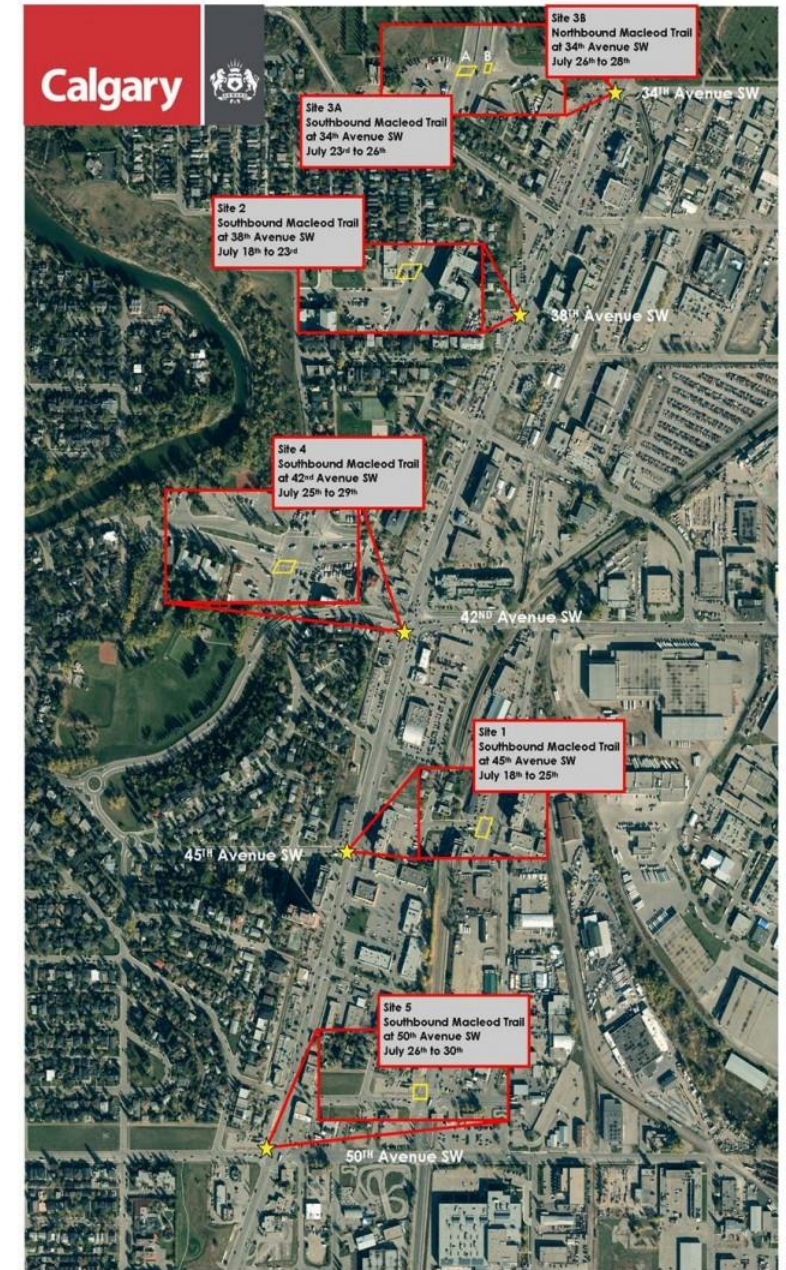 Calgary
Site 3B
Northbound Macleod Trail
at 34th Avenue SW
July 26th to 28th
A B
34TH Avenue SW
Site 3A
Southbound Macleod Trail
at 34th Avenue SW
July 23rd to 26th
Site 2
Southbound Macleod Trail
at 38th Avenue SW
July 18th to 23rd
38TH Avenue SW
Site 4
Southbound Macleod Trail
at 42nd Avenue SW
July 25th to 29th
42ND Avenue SW
Site 1
Southbound Macleod Trail
at 45th Avenue SW
July 18th to 25th
45TH Avenue SW
Site 5
Southbound Macleod Trail
at 50th Avenue SW
July 26th to 30th
50TH Avenue SW